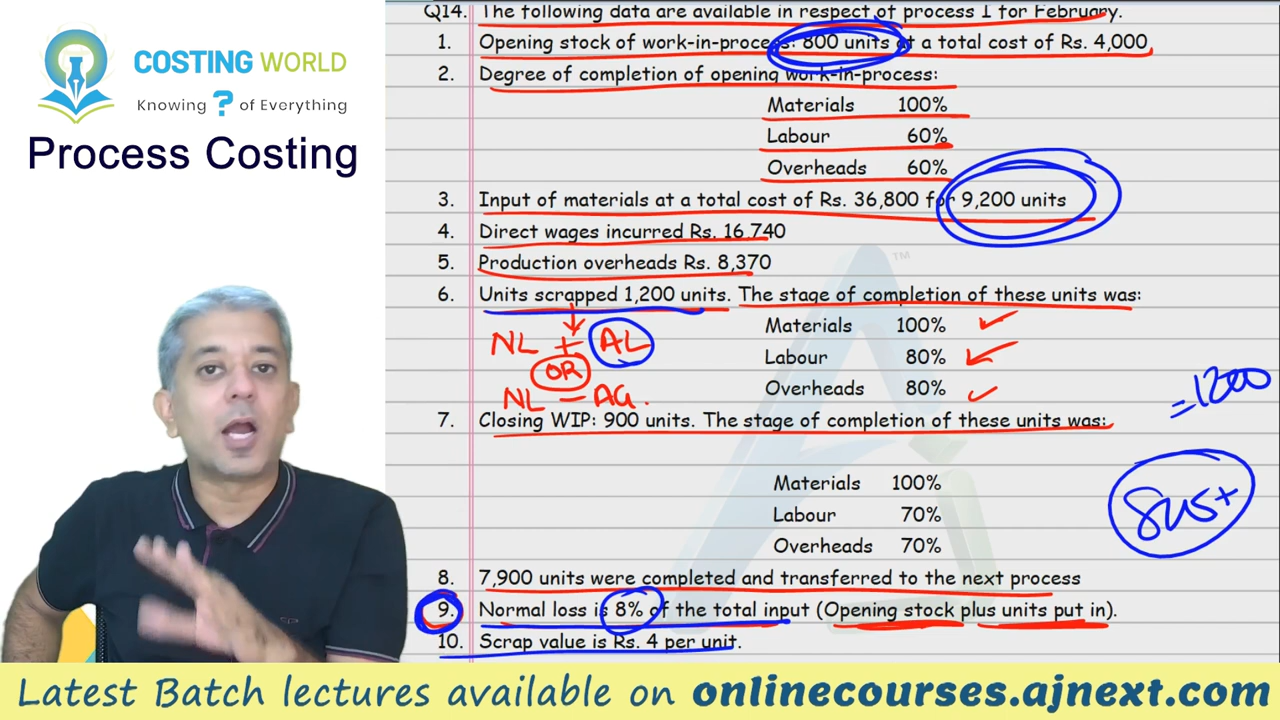 Q14. The following data are available in respect of process I for February.
1. Opening stock of work-in-process: 800 units at a total cost of Rs. 4,000
2. Degree of completion of opening work-in-process:
Materials 100%
Labour 60%
Overheads 60%
3. Input of materials at a total cost of Rs. 36,800 for 9,200 units
4. Direct wages incurred Rs. 16,740
5. Production overheads Rs. 8,370
6. Units scrapped 1,200 units. The stage of completion of these units was:
Materials 100%
NL + AL
Labour 80%
OR
Overheads 80%
NL - AG.
= 1200
7. Closing WIP: 900 units. The stage of completion of these units was:
Materials 100%
Labour 70%
Overheads 70%
8. 7,900 units were completed and transferred to the next process
9. Normal loss is 8% of the total input (Opening stock plus units put in).
10. Scrap value is Rs. 4 per unit.
COSTING WORLD
Knowing ? of Everything
Process Costing
TM
Latest Batch lectures available on onlinecourses.ajnext.com